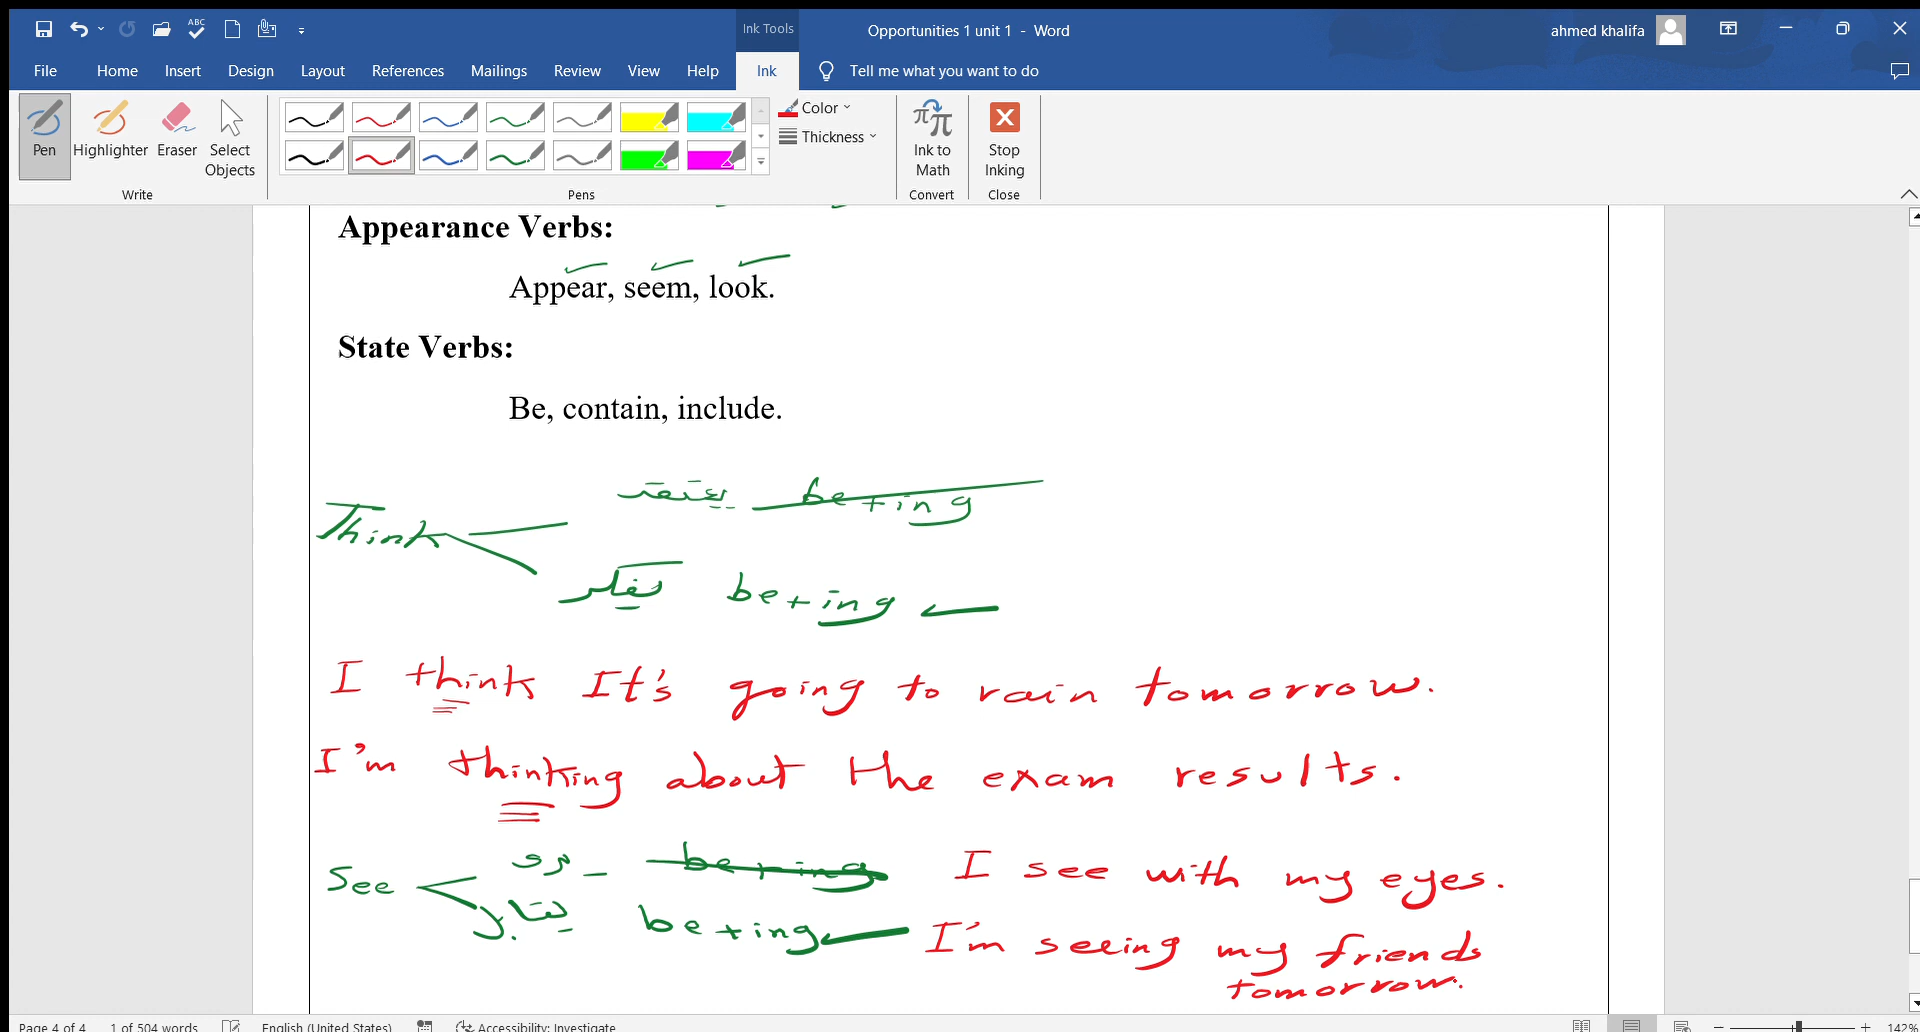 ABC
Ink Tools
Opportunities 1 unit 1 - Word
ahmed khalifa
File Home Insert Design Layout References Mailings Review View Help Ink Tell me what you want to do
Pen Highlighter Eraser Select Objects
Color
Thickness
Ink to Math
Stop Inking
Write Pens Convert Close
Appearance Verbs:
Appear, seem, look.
State Verbs:
Be, contain, include.
يعتقد be + ing
Think
يفكر be + ing
I think It's going to rain tomorrow.
I'm thinking about the exam results.
See
be + ing I see with my eyes.
يقابل be + ing I'm seeing my friends
tomorrow.
Page 4 of 4 1 of 504 words English (United States) Accessibility: Investigate 142%